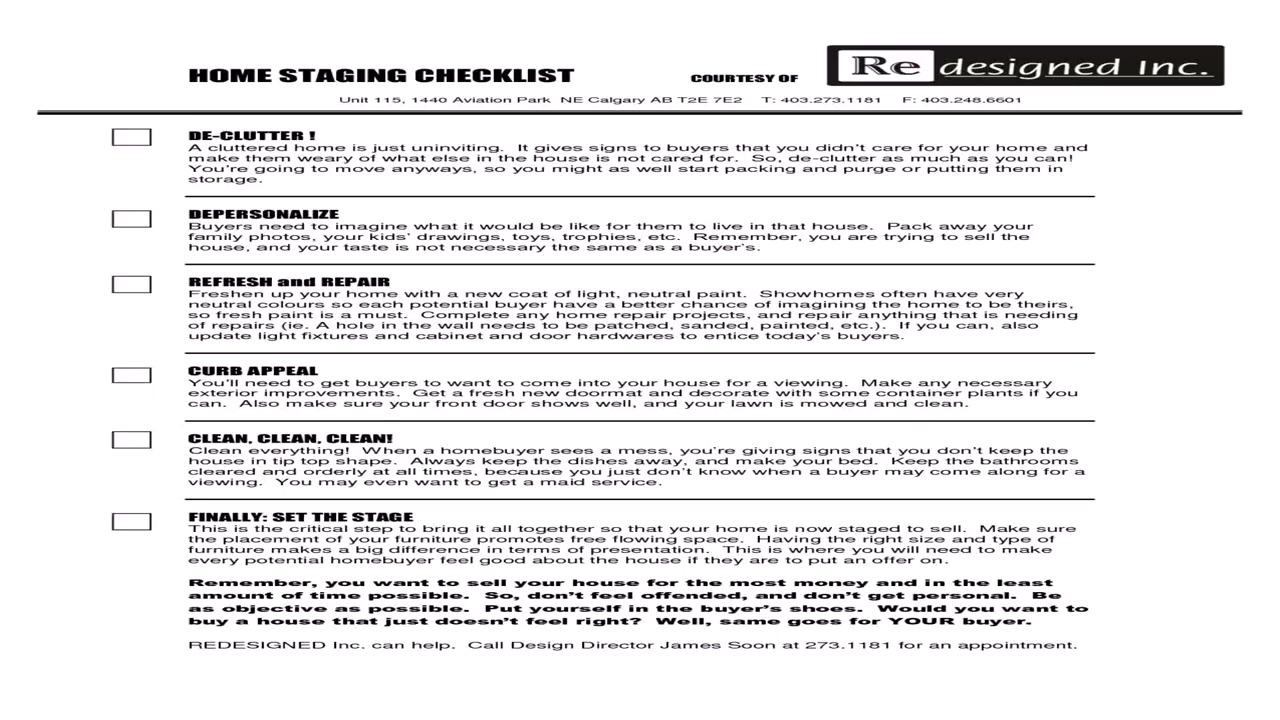 HOME STAGING CHECKLIST COURTESY OF Re designed Inc.
Unit 115, 1440 Aviation Park NE Calgary AB T2E 7E2 T: 403.273.1181 F: 403.248.6601
DE-CLUTTER !
A cluttered home is just uninviting. It gives signs to buyers that you didn't care for your home and
make them weary of what else in the house is not cared for. So, de-clutter as much as you can!
You're going to move anyways, so you might as well start packing and purge or putting them in
storage.
DEPERSONALIZE
Buyers need to imagine what it would be like for them to live in that house. Pack away your
family photos, your kids' drawings, toys, trophies, etc. Remember, you are trying to sell the
house, and your taste is not necessary the same as a buyer's.
REFRESH and REPAIR
Freshen up your home with a new coat of light, neutral paint. Showhomes often have very
neutral colours so each potential buyer have a better chance of imagining the home to be theirs,
so fresh paint is a must. Complete any home repair projects, and repair anything that is needing
of repairs (ie. A hole in the wall needs to be patched, sanded, painted, etc.). If you can, also
update light fixtures and cabinet and door hardwares to entice today's buyers.
CURB APPEAL
You'll need to get buyers to want to come into your house for a viewing. Make any necessary
exterior improvements. Get a fresh new doormat and decorate with some container plants if you
can. Also make sure your front door shows well, and your lawn is mowed and clean.
CLEAN, CLEAN, CLEAN!
Clean everything! When a homebuyer sees a mess, you're giving signs that you don't keep the
house in tip top shape. Always keep the dishes away, and make your bed. Keep the bathrooms
cleared and orderly at all times, because you just don't know when a buyer may come along for a
viewing. You may even want to get a maid service.
FINALLY: SET THE STAGE
This is the critical step to bring it all together so that your home is now staged to sell. Make sure
the placement of your furniture promotes free flowing space. Having the right size and type of
furniture makes a big difference in terms of presentation. This is where you will need to make
every potential homebuyer feel good about the house if they are to put an offer on.
Remember, you want to sell your house for the most money and in the least
amount of time possible. So, don't feel offended, and don't get personal. Be
as objective as possible. Put yourself in the buyer's shoes. Would you want to
buy a house that just doesn't feel right? Well, same goes for YOUR buyer.
REDESIGNED Inc. can help. Call Design Director James Soon at 273.1181 for an appointment.